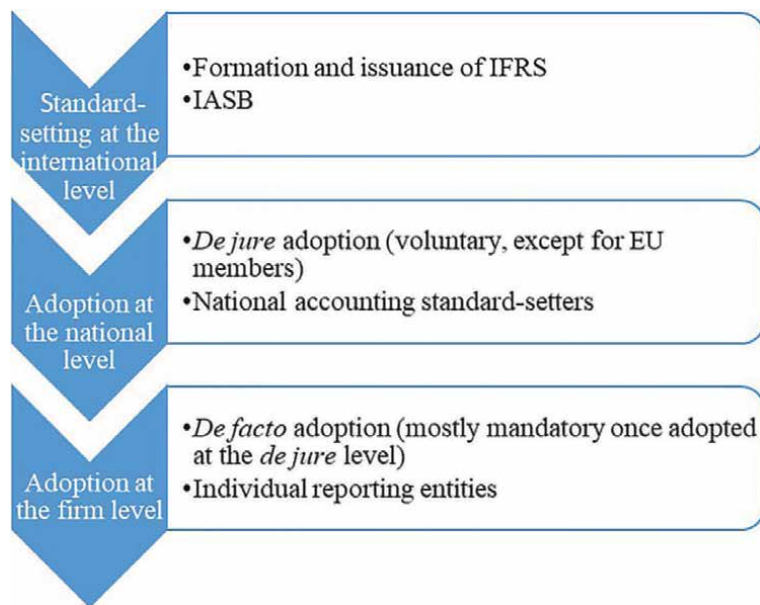 Standard-
setting at the
international
level
•Formation and issuance of IFRS
•IASB
Adoption at
the national
level
•De jure adoption (voluntary, except for EU
members)
•National accounting standard-setters
Adoption at
the firm level
•De facto adoption (mostly mandatory once adopted
at the de jure level)
•Individual reporting entities